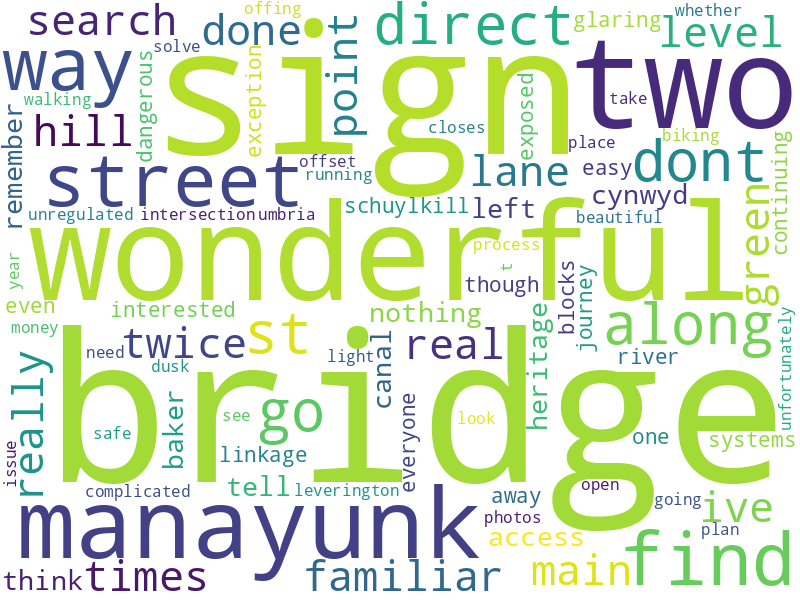 offing whether
search done direct glaring level
solve
way sign two
walking dangerous exception point exposed take
remember hill closes place biking
street lane easy dont continuing
offset running cynwyd
unregulated intersection umbria schuylkill left beautiful
wonderful green
process
year t though blocks journey
even interested nothing along
money twice st real heritage unfortunately
need light canal river
really dusk bridge
baker safe see go everyone look one systems
linkage
issue complicated tell leverington away open going ive
manayunk photos plan
access find
think times familiar main